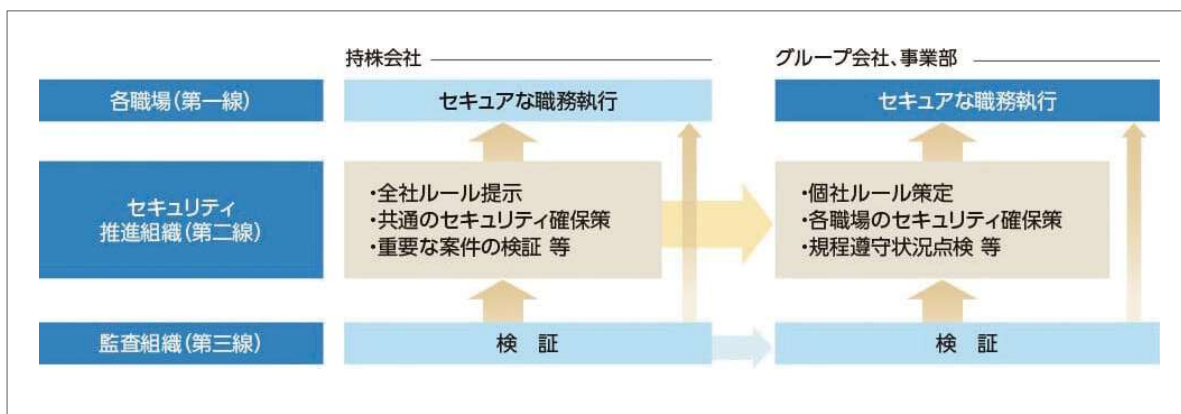 持株会社
グループ会社、事業部
各職場(第一線)
セキュアな職務執行
セキュアな職務執行
セキュリティ
推進組織(第二線)
・全社ルール提示
・共通のセキュリティ確保策
・重要な案件の検証 等
・個社ルール策定
・各職場のセキュリティ確保策
・規程遵守状況点検 等
監査組織(第三線)
検 証
検 証